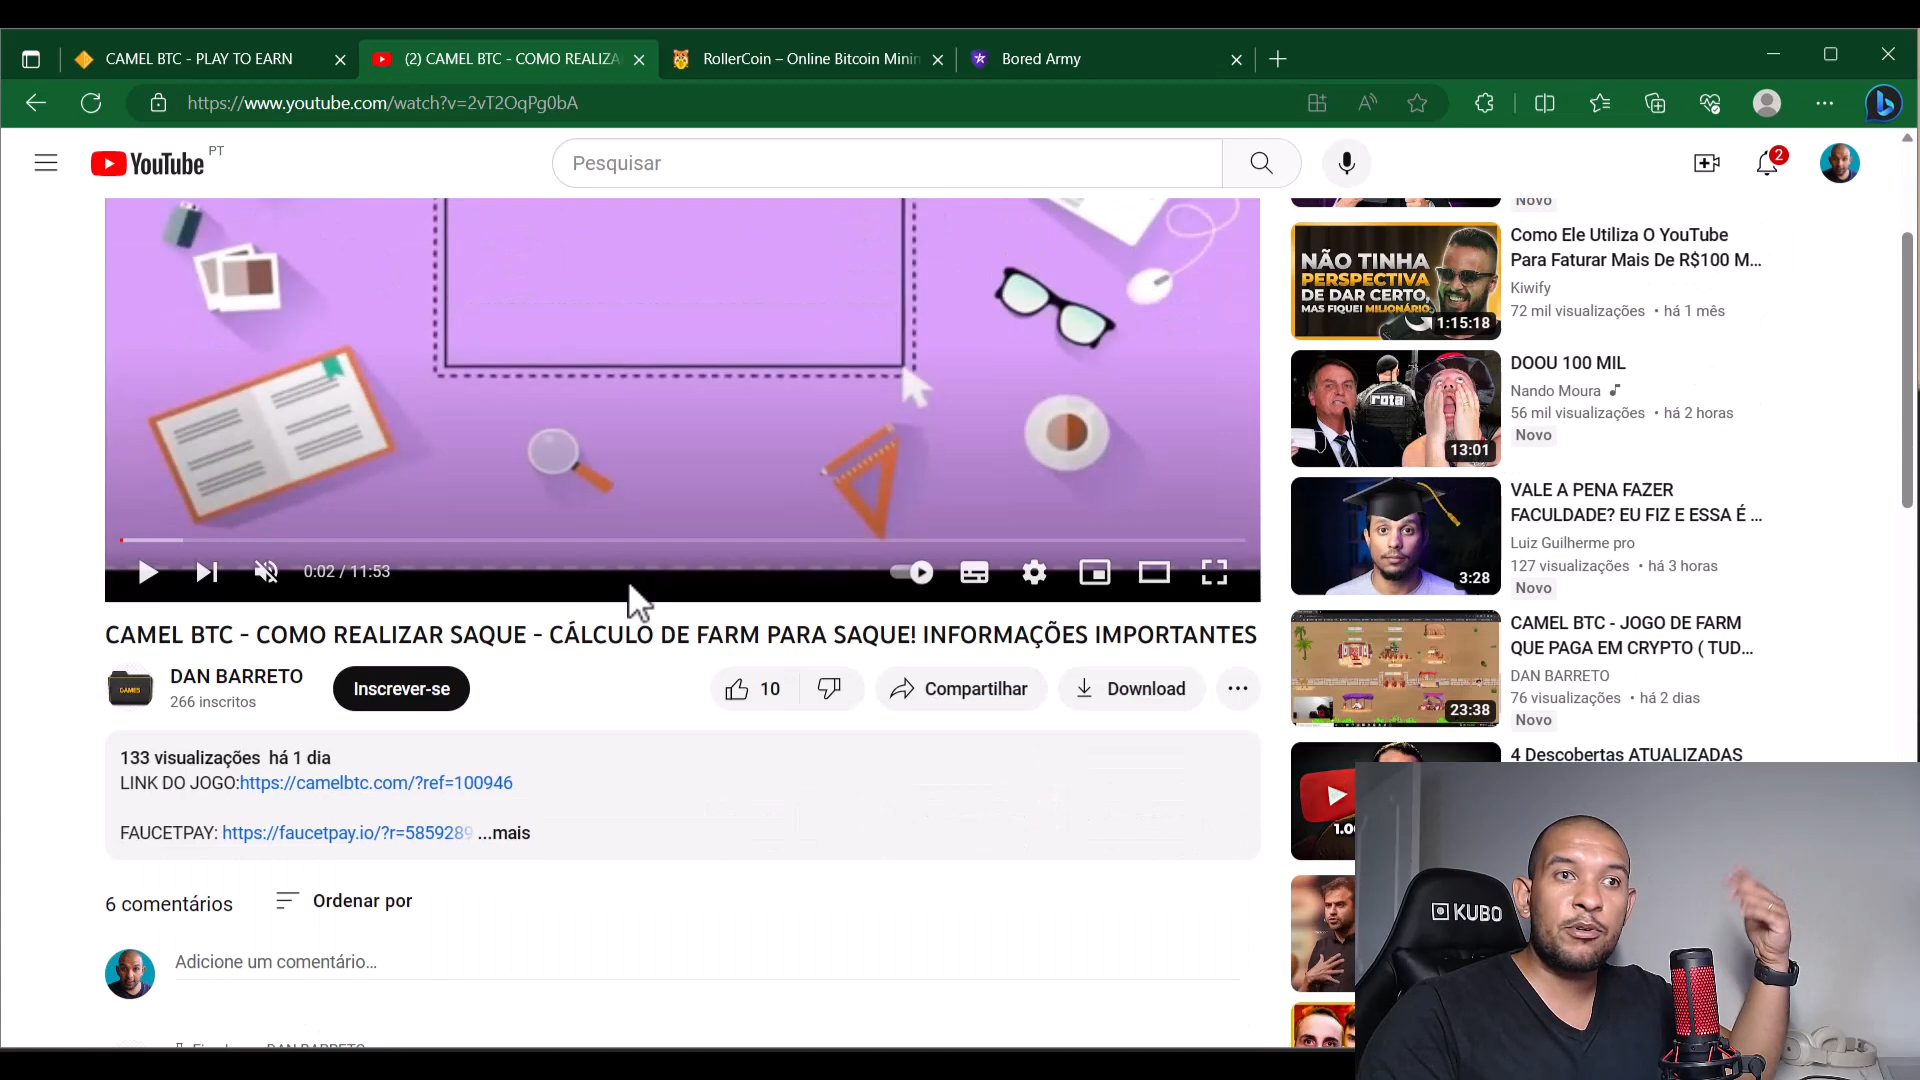 CAMEL BTC - PLAY TO EARN
(2) CAMEL BTC - COMO REALIZA
RollerCoin – Online Bitcoin Minin
Bored Army
https://www.youtube.com/watch?v=2vT2OqPg0bA
YouTube PT
Pesquisar
2
Novo
NÃO TINHA
PERSPECTIVA
DE DAR CERTO,
MAS FIQUEI MILIONÁRIO
1:15:18
Como Ele Utiliza O YouTube
Para Faturar Mais De R$100 M...
Kiwify
72 mil visualizações • há 1 mês
rota
13:01
DOOU 100 MIL
Nando Moura
56 mil visualizações • há 2 horas
Novo
3:28
VALE A PENA FAZER
FACULDADE? EU FIZ E ESSA É ...
Luiz Guilherme pro
127 visualizações • há 3 horas
Novo
0:02 / 11:53
CAMEL BTC - COMO REALIZAR SAQUE - CÁLCULO DE FARM PARA SAQUE! INFORMAÇÕES IMPORTANTES
GAMES
DAN BARRETO
266 inscritos
Inscrever-se
10
Compartilhar
Download
23:38
CAMEL BTC - JOGO DE FARM
QUE PAGA EM CRYPTO ( TUD...
DAN BARRETO
76 visualizações • há 2 dias
Novo
133 visualizações há 1 dia
LINK DO JOGO:https://camelbtc.com/?ref=100946
FAUCETPAY: https://faucetpay.io/?r=5859289 ...mais
4 Descobertas ATUALIZADAS
1.00
6 comentários
Ordenar por
Adicione um comentário...
KUBO